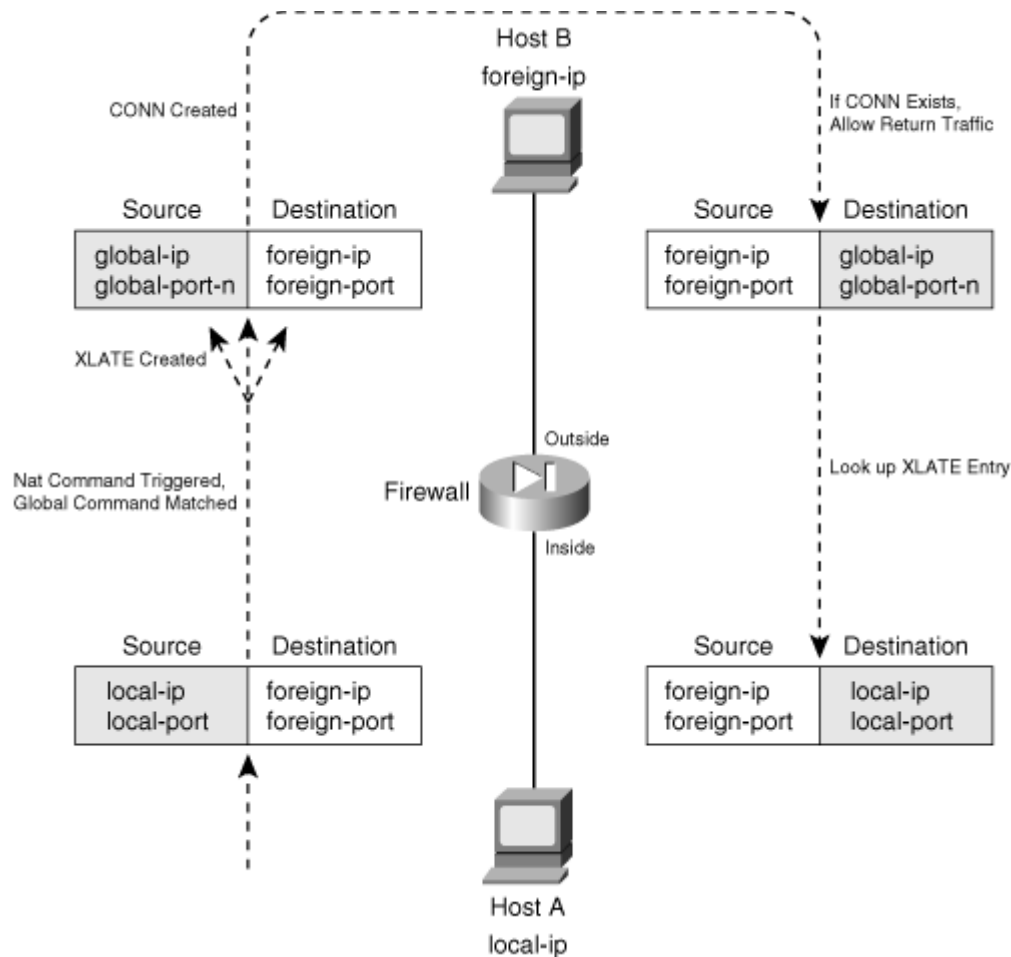 Host B
foreign-ip
CONN Created
If CONN Exists,
Allow Return Traffic
Source Destination
global-ip foreign-ip
global-port-n foreign-port
Source Destination
foreign-ip global-ip
foreign-port global-port-n
XLATE Created
Nat Command Triggered,
Global Command Matched
Outside
Firewall
Inside
Look up XLATE Entry
Source Destination
local-ip foreign-ip
local-port foreign-port
Source Destination
foreign-ip local-ip
foreign-port local-port
Host A
local-ip